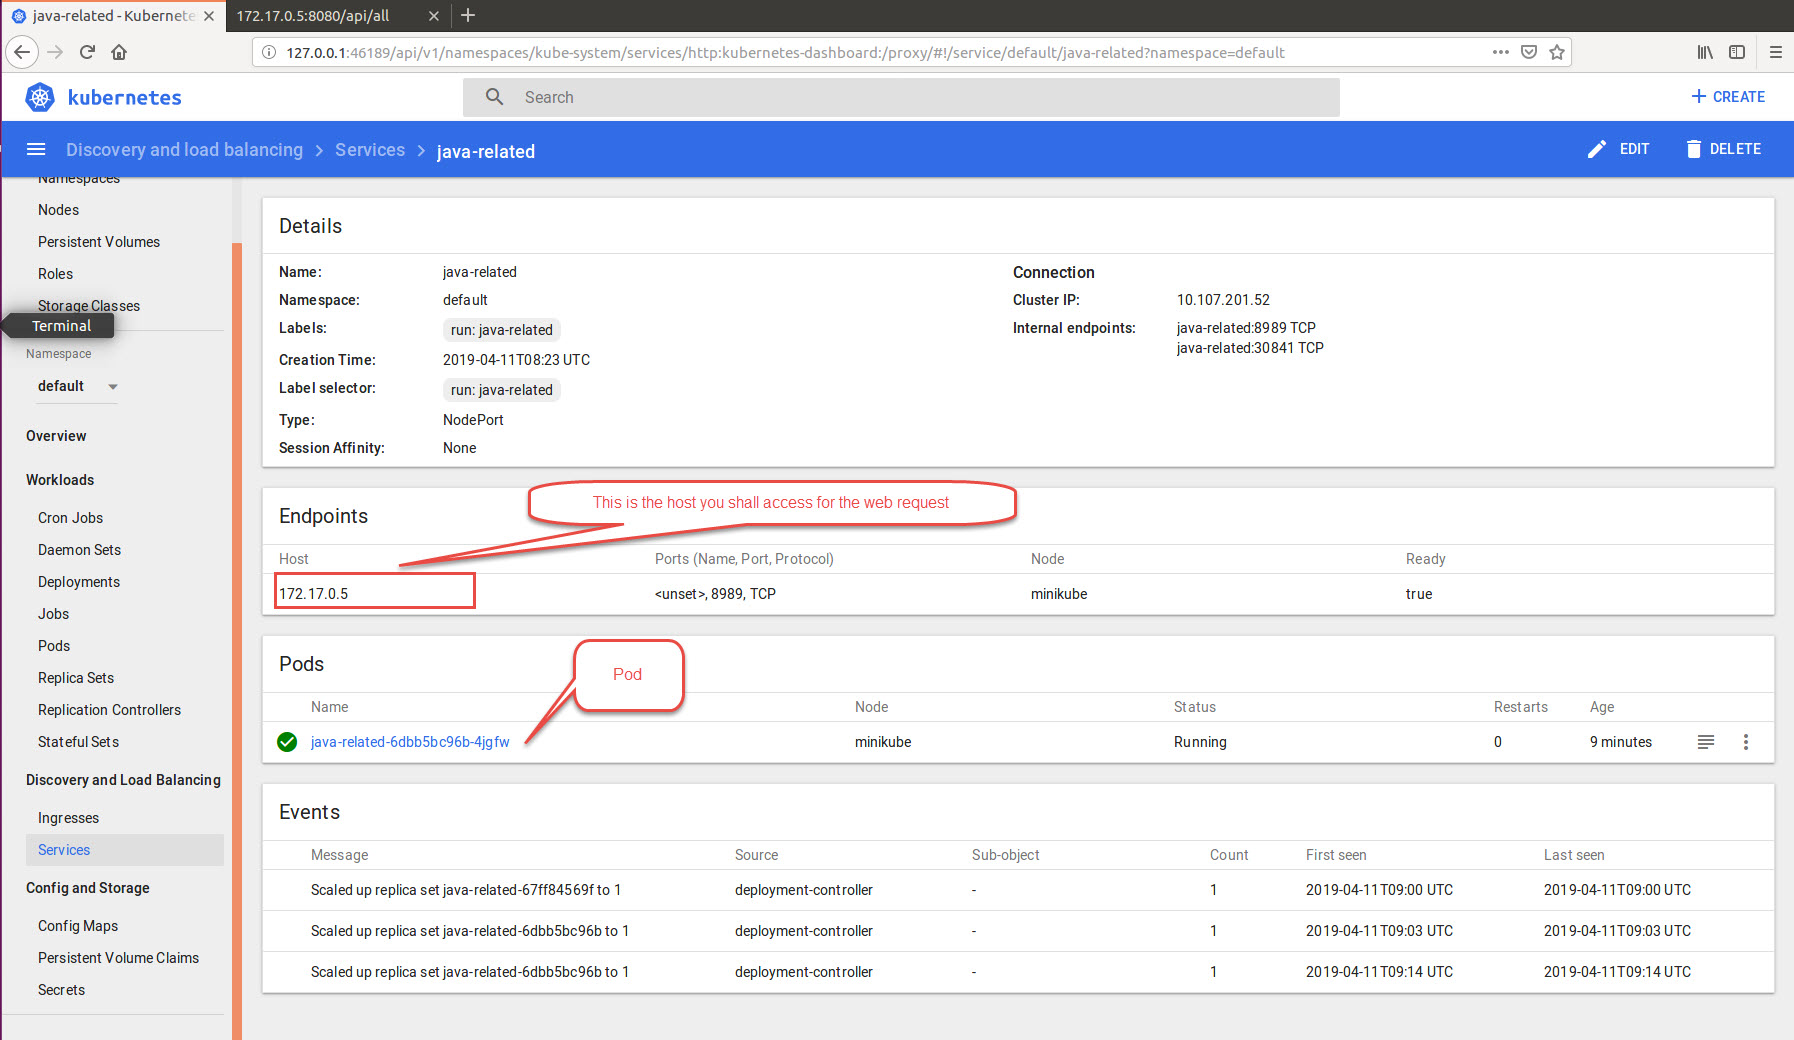 java-related - Kubernete
172.17.0.5:8080/api/all
127.0.0.1:46189/api/v1/namespaces/kube-system/services/http:kubernetes-dashboard:/proxy/#!/service/default/java-related?namespace=default
kubernetes
Search
CREATE
Discovery and load balancing > Services > java-related
EDIT
DELETE
Namespaces
Nodes
Persistent Volumes
Roles
Storage Classes
Terminal
Namespace
default
Overview
Workloads
Cron Jobs
Daemon Sets
Deployments
Jobs
Pods
Replica Sets
Replication Controllers
Stateful Sets
Discovery and Load Balancing
Ingresses
Services
Config and Storage
Config Maps
Persistent Volume Claims
Secrets
Details
Name: java-related
Namespace: default
Labels: run: java-related
Creation Time: 2019-04-11T08:23 UTC
Label selector: run: java-related
Type: NodePort
Session Affinity: None
Connection
Cluster IP: 10.107.201.52
Internal endpoints: java-related:8989 TCP
java-related:30841 TCP
This is the host you shall access for the web request
Endpoints
Host Ports (Name, Port, Protocol) Node Ready
172.17.0.5 <unset>, 8989, TCP minikube true
Pods
Pod
Name Node Status Restarts Age
java-related-6dbb5bc96b-4jgfw minikube Running 0 9 minutes
Events
Message Source Sub-object Count First seen Last seen
Scaled up replica set java-related-67ff84569f to 1 deployment-controller - 1 2019-04-11T09:00 UTC 2019-04-11T09:00 UTC
Scaled up replica set java-related-6dbb5bc96b to 1 deployment-controller - 1 2019-04-11T09:03 UTC 2019-04-11T09:03 UTC
Scaled up replica set java-related-6dbb5bc96b to 1 deployment-controller - 1 2019-04-11T09:14 UTC 2019-04-11T09:14 UTC